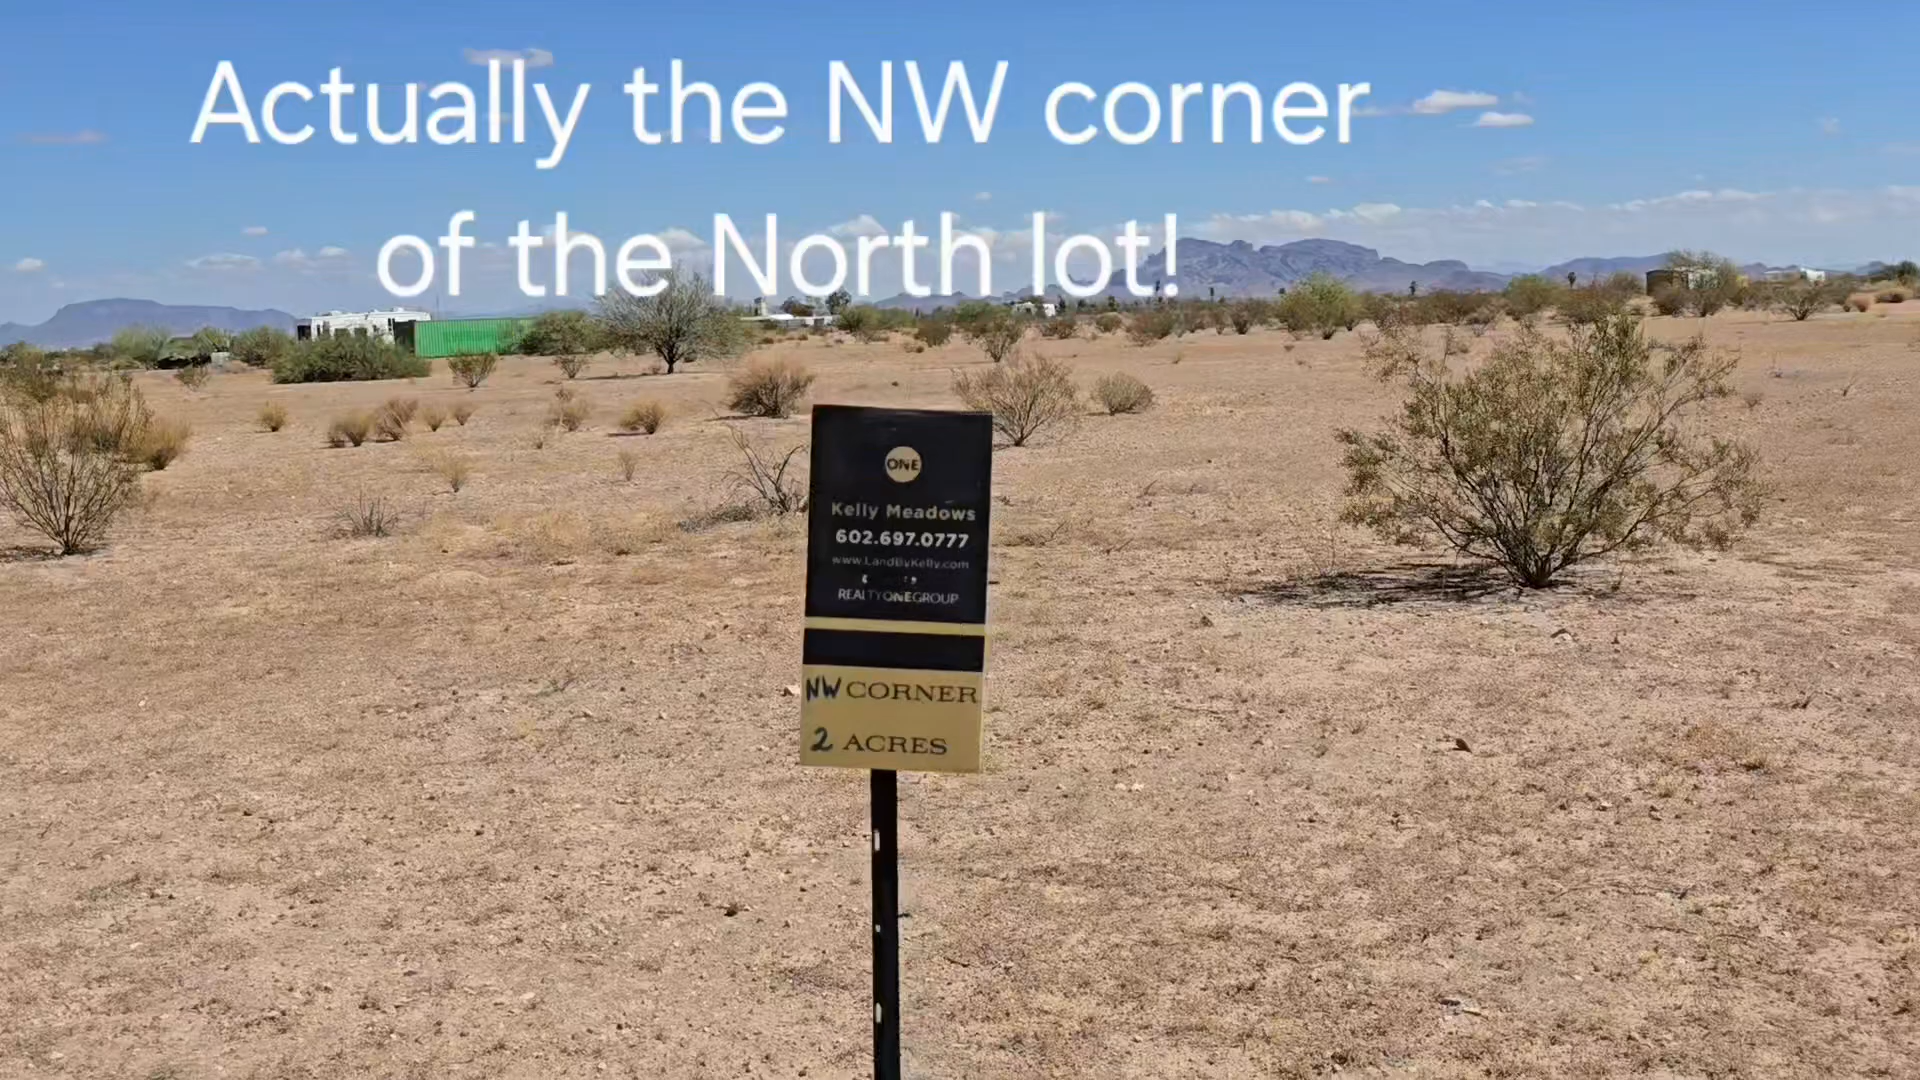 Actually the NW corner
of the North lot!
ONE
Kelly Meadows
602.697.0777
www.LandByKelly.com
REALTYONEGROUP
NW CORNER
2 ACRES